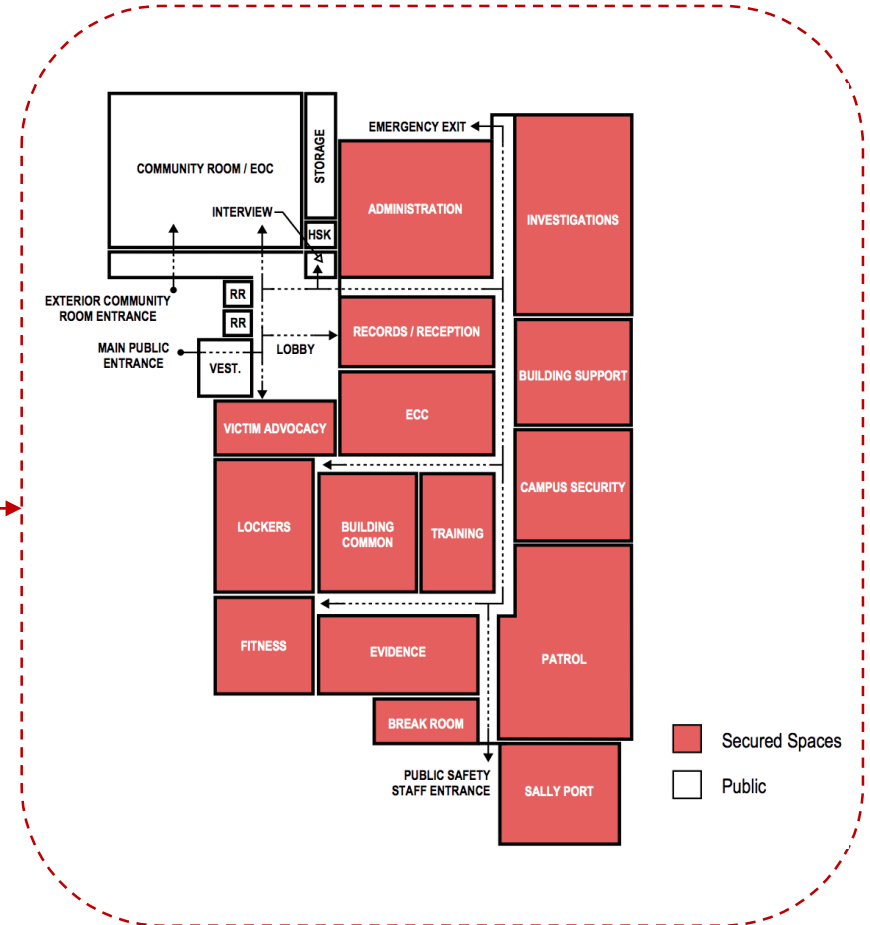 EMERGENCY EXIT
COMMUNITY ROOM / EOC
STORAGE
ADMINISTRATION
INVESTIGATIONS
INTERVIEW
HSK
EXTERIOR COMMUNITY
ROOM ENTRANCE
RR
RR
RECORDS / RECEPTION
MAIN PUBLIC
ENTRANCE
LOBBY
VEST.
BUILDING SUPPORT
ECC
VICTIM ADVOCACY
CAMPUS SECURITY
LOCKERS
BUILDING
COMMON
TRAINING
FITNESS
EVIDENCE
PATROL
BREAK ROOM
Secured Spaces
PUBLIC SAFETY
STAFF ENTRANCE
SALLY PORT
Public